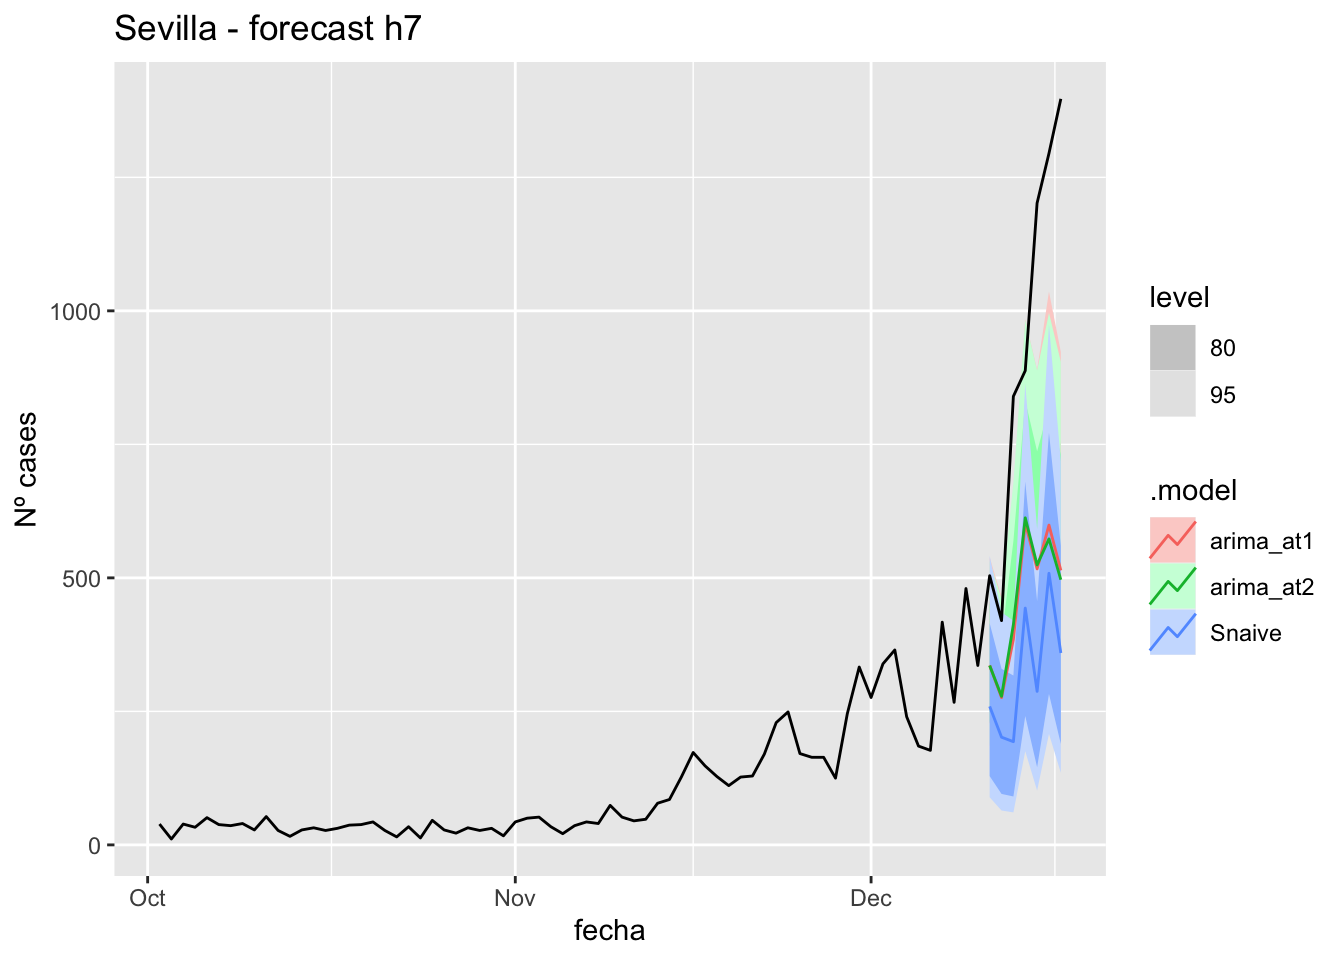 Sevilla - forecast h7
Nº cases
1000
500
0
Oct
Nov
Dec
fecha
level
80
95
.model
arima_at1
arima_at2
Snaive